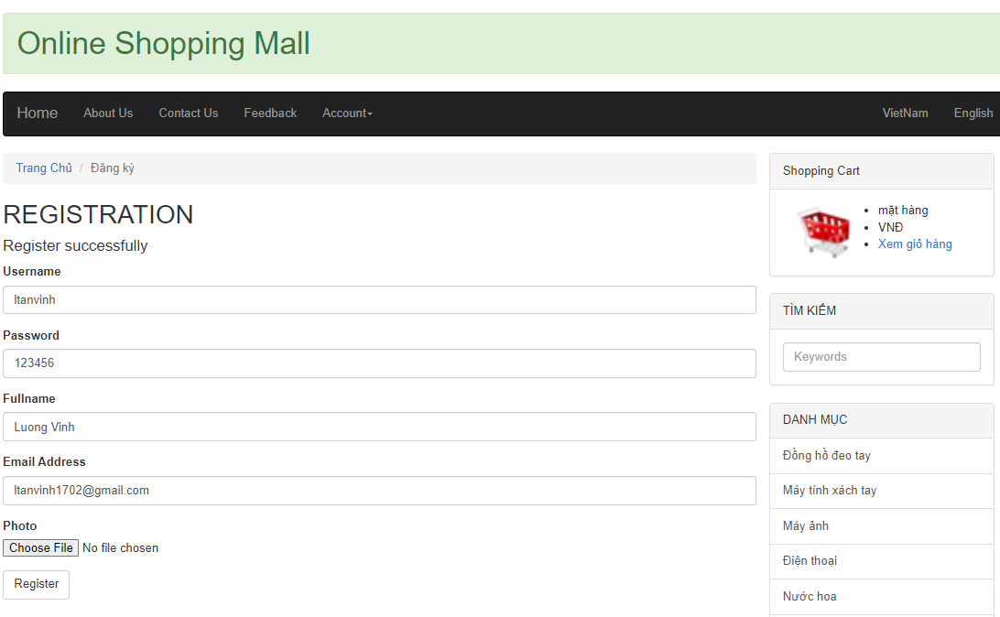 Online Shopping Mall
Home About Us Contact Us Feedback Account VietNam English
Trang Chủ / Đăng ký
REGISTRATION
Register successfully
Username
ltanvinh
Password
123456
Fullname
Luong Vinh
Email Address
ltanvinh1702@gmail.com
Photo
Choose File No file chosen
Register
Shopping Cart
mặt hàng
VNĐ
Xem giỏ hàng
TÌM KIẾM
Keywords
DANH MỤC
Đồng hồ đeo tay
Máy tính xách tay
Máy ảnh
Điện thoại
Nước hoa